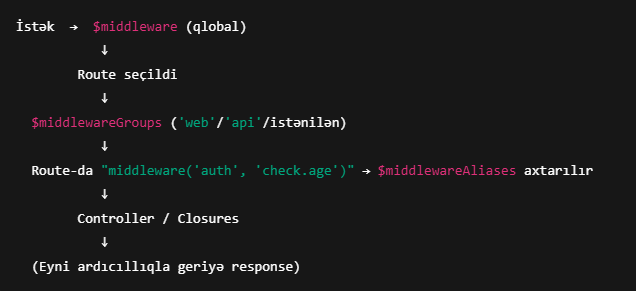 İstək → $middleware (qlobal)
↓
Route seçildi
↓
$middlewareGroups ('web'/'api'/istənilən)
↓
Route-da "middleware('auth', 'check.age')" → $middlewareAliases axtarılır
↓
Controller / Closures
↓
(Eyni ardıcıllıqla geriyə response)